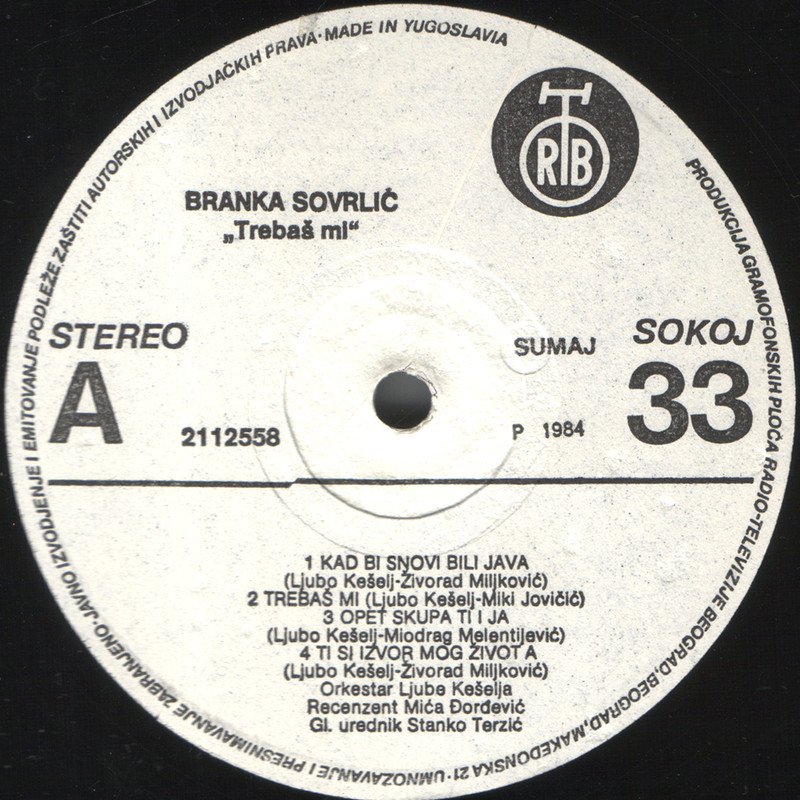 PRODUKCIJA GRAMOFONSKIH PLOČA RADIO-TELEVIZIJE BEOGRAD, BEOGRAD, MAKEDONSKA 21 · UMNOŽAVANJE I PRESNIMAVANJE ZABRANJENO · JAVNO IZVODJENJE I EMITOVANJE PODLEŽE ZAŠTITI AUTORSKIH I IZVODJAČKIH PRAVA · MADE IN YUGOSLAVIA
RTB
BRANKA SOVRLIĆ
„Trebaš mi“
STEREO
SUMAJ
SOKOJ
A
2112558
P 1984
33
1 KAD BI SNOVI BILI JAVA
(Ljubo Kešelj-Živorad Miljković)
2 TREBAŠ MI (Ljubo Kešelj-Miki Jovičić)
3 OPET SKUPA TI I JA
(Ljubo Kešelj-Miodrag Melentijević)
4 TI SI IZVOR MOG ŽIVOTA
(Ljubo Kešelj-Živorad Miljković)
Orkestar Ljube Kešelja
Recenzent Mića Đorđević
Gl. urednik Stanko Terzić